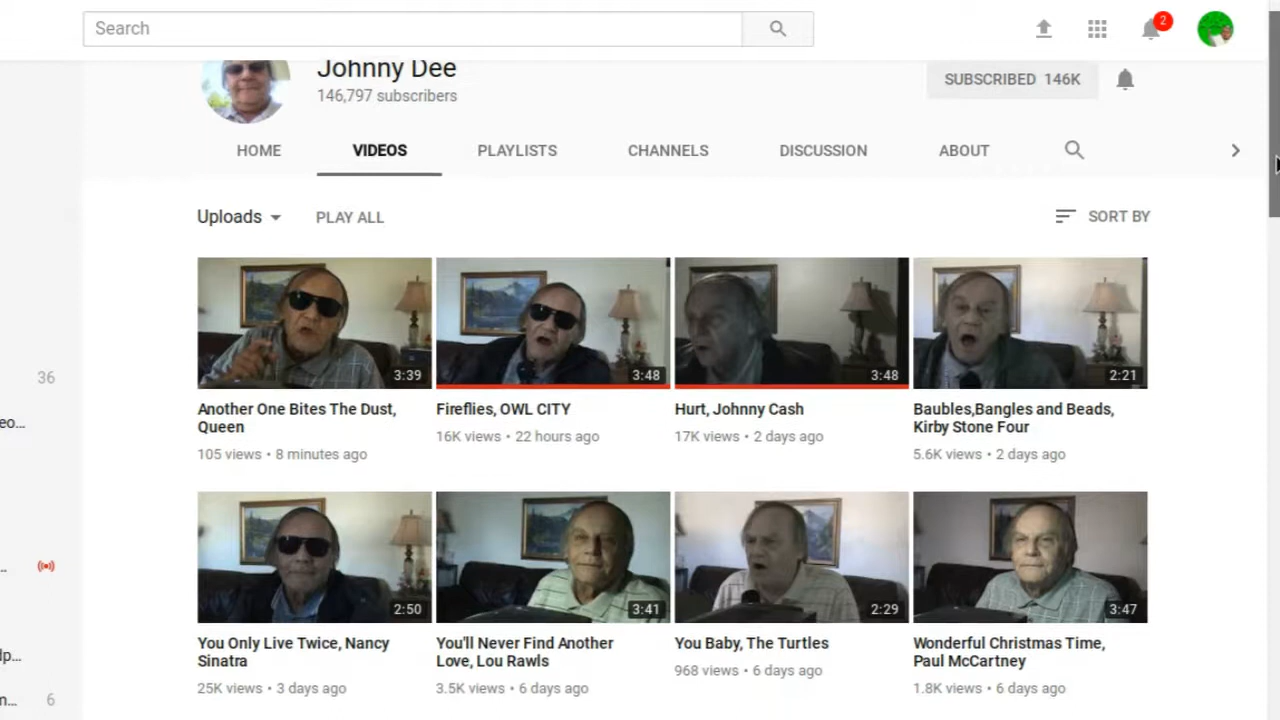 Search
2
Johnny Dee
146,797 subscribers
SUBSCRIBED 146K
HOME
VIDEOS
PLAYLISTS
CHANNELS
DISCUSSION
ABOUT
Uploads
PLAY ALL
SORT BY
36
eo...
3:39
3:48
3:48
2:21
Another One Bites The Dust,
Queen
105 views • 8 minutes ago
Fireflies, OWL CITY
16K views • 22 hours ago
Hurt, Johnny Cash
17K views • 2 days ago
Baubles,Bangles and Beads,
Kirby Stone Four
5.6K views • 2 days ago
2:50
3:41
2:29
3:47
You Only Live Twice, Nancy
Sinatra
25K views • 3 days ago
You'll Never Find Another
Love, Lou Rawls
3.5K views • 6 days ago
You Baby, The Turtles
968 views • 6 days ago
Wonderful Christmas Time,
Paul McCartney
1.8K views • 6 days ago
dp...
m...
6